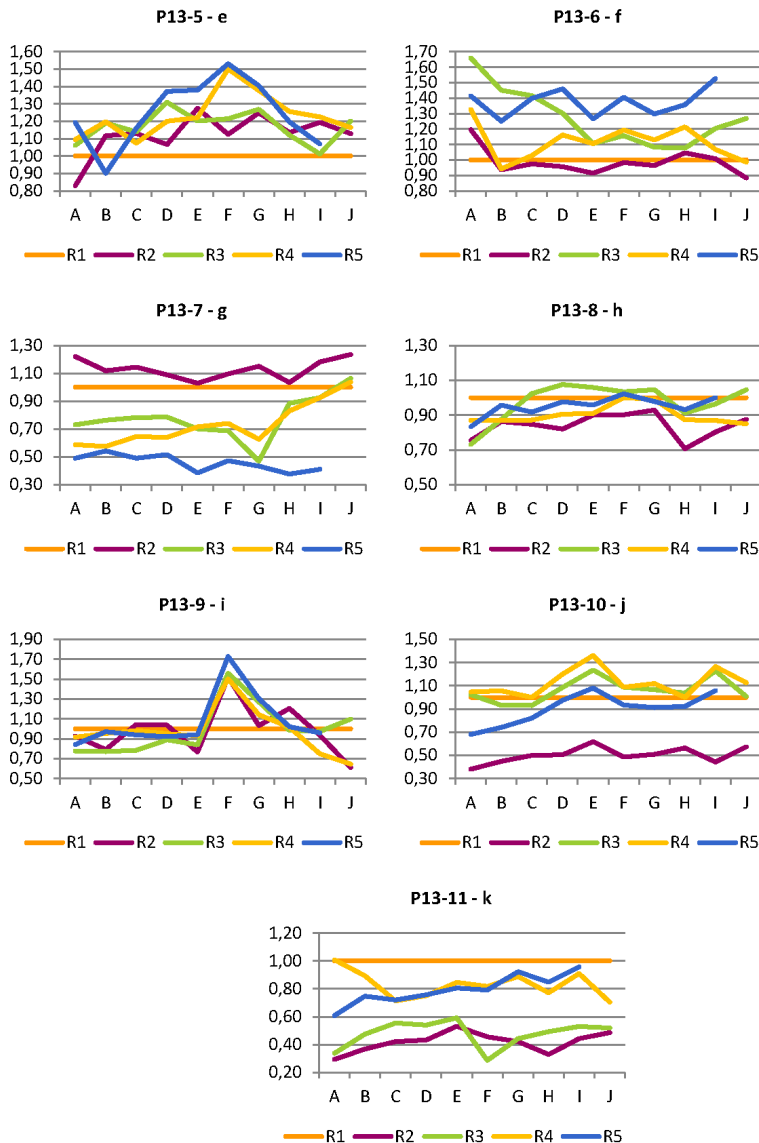 P13-5 - e
1,60
1,50
1,40
1,30
1,20
1,10
1,00
0,90
0,80
A B C D E F G H I J
R1 R2 R3 R4 R5
P13-6 - f
1,70
1,60
1,50
1,40
1,30
1,20
1,10
1,00
0,90
0,80
A B C D E F G H I J
R1 R2 R3 R4 R5
P13-7 - g
1,30
1,10
0,90
0,70
0,50
0,30
A B C D E F G H I J
R1 R2 R3 R4 R5
P13-8 - h
1,30
1,10
0,90
0,70
0,50
A B C D E F G H I J
R1 R2 R3 R4 R5
P13-9 - i
1,90
1,70
1,50
1,30
1,10
0,90
0,70
0,50
A B C D E F G H I J
R1 R2 R3 R4 R5
P13-10 - j
1,50
1,30
1,10
0,90
0,70
0,50
0,30
A B C D E F G H I J
R1 R2 R3 R4 R5
P13-11 - k
1,20
1,00
0,80
0,60
0,40
0,20
A B C D E F G H I J
R1 R2 R3 R4 R5